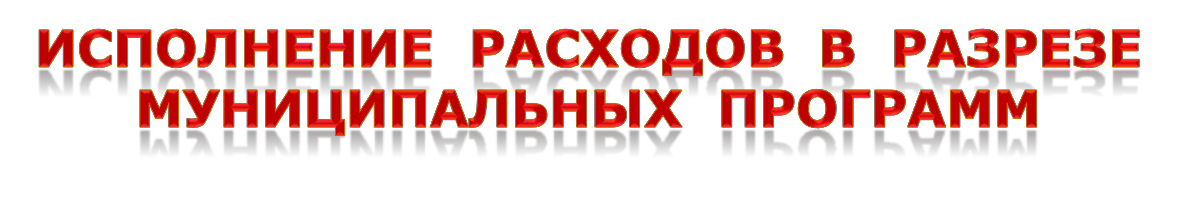 ИСПОЛНЕНИЕ РАСХОДОВ В РАЗРЕЗЕ
МУНИЦИПАЛЬНЫХ ПРОГРАММ